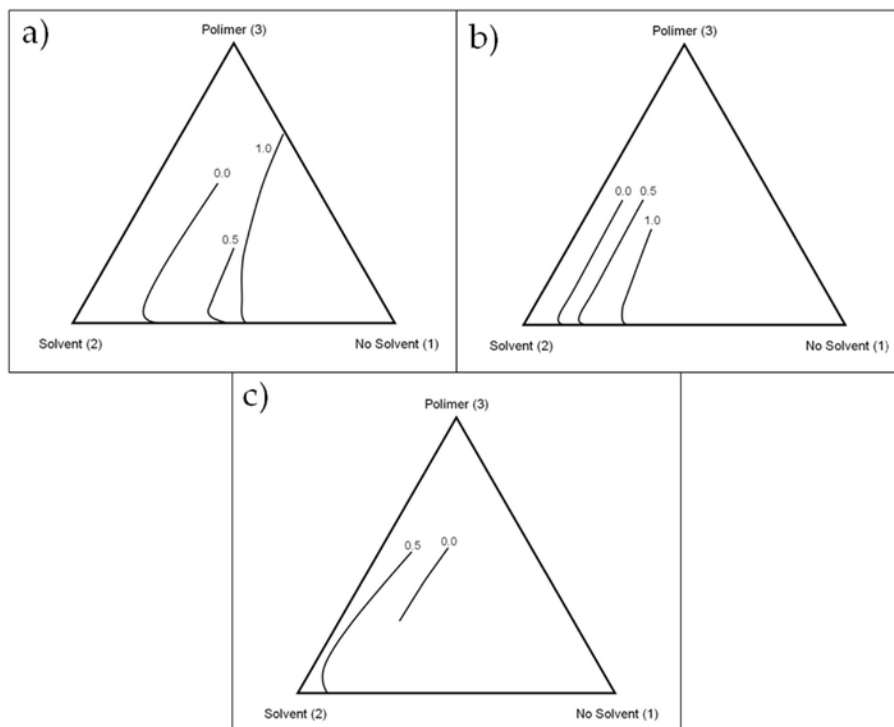 a)
Polimer (3)
1.0
0.0
0.5
Solvent (2)
No Solvent (1)
b)
Polimer (3)
0.0
0.5
1.0
Solvent (2)
No Solvent (1)
c)
Polimer (3)
0.5
0.0
Solvent (2)
No Solvent (1)